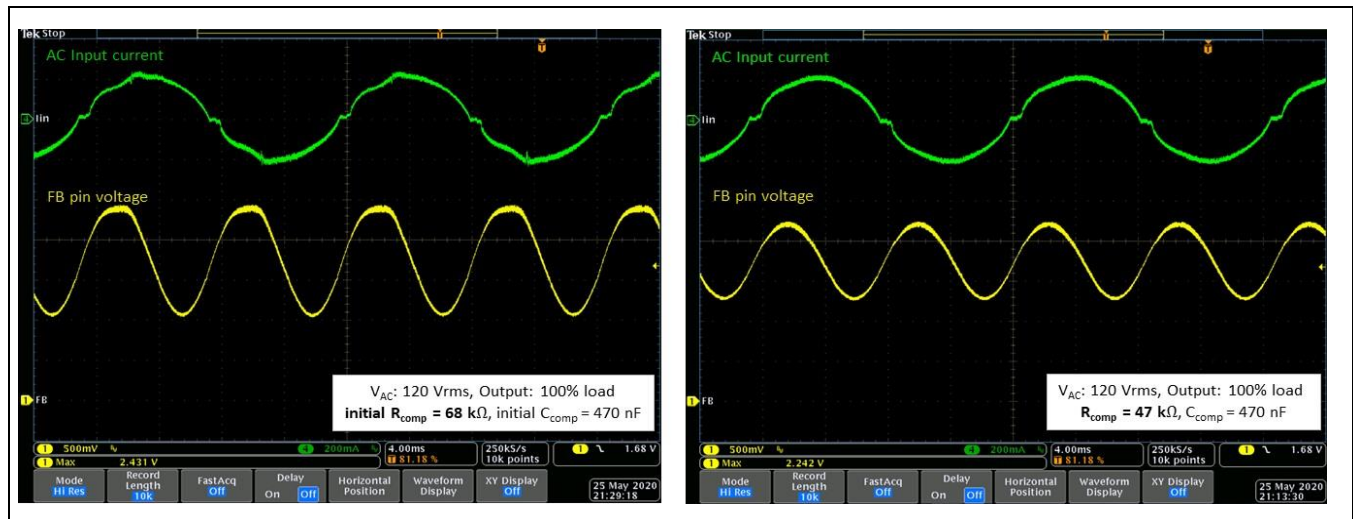 Tek Stop
AC Input current
Iin
FB pin voltage
VAC: 120 Vrms, Output: 100% load
initial Rcomp = 68 kΩ, initial Ccomp = 470 nF
FB
1 500mV 4 200mA 4.00ms 250kS/s 1 1.68 V
81.18 % 10k points
1 Max 2.431 V
Mode Hi Res
Record Length 10k
FastAcq Off
Delay On Off
Horizontal Position
Waveform Display
XY Display Off
25 May 2020
21:29:18
Tek Stop
AC Input current
Iin
FB pin voltage
VAC: 120 Vrms, Output: 100% load
Rcomp = 47 kΩ, Ccomp = 470 nF
FB
1 500mV 4 200mA 4.00ms 250kS/s 1 1.68 V
81.18 % 10k points
1 Max 2.242 V
Mode Hi Res
Record Length 10k
FastAcq Off
Delay On Off
Horizontal Position
Waveform Display
XY Display Off
25 May 2020
21:13:30